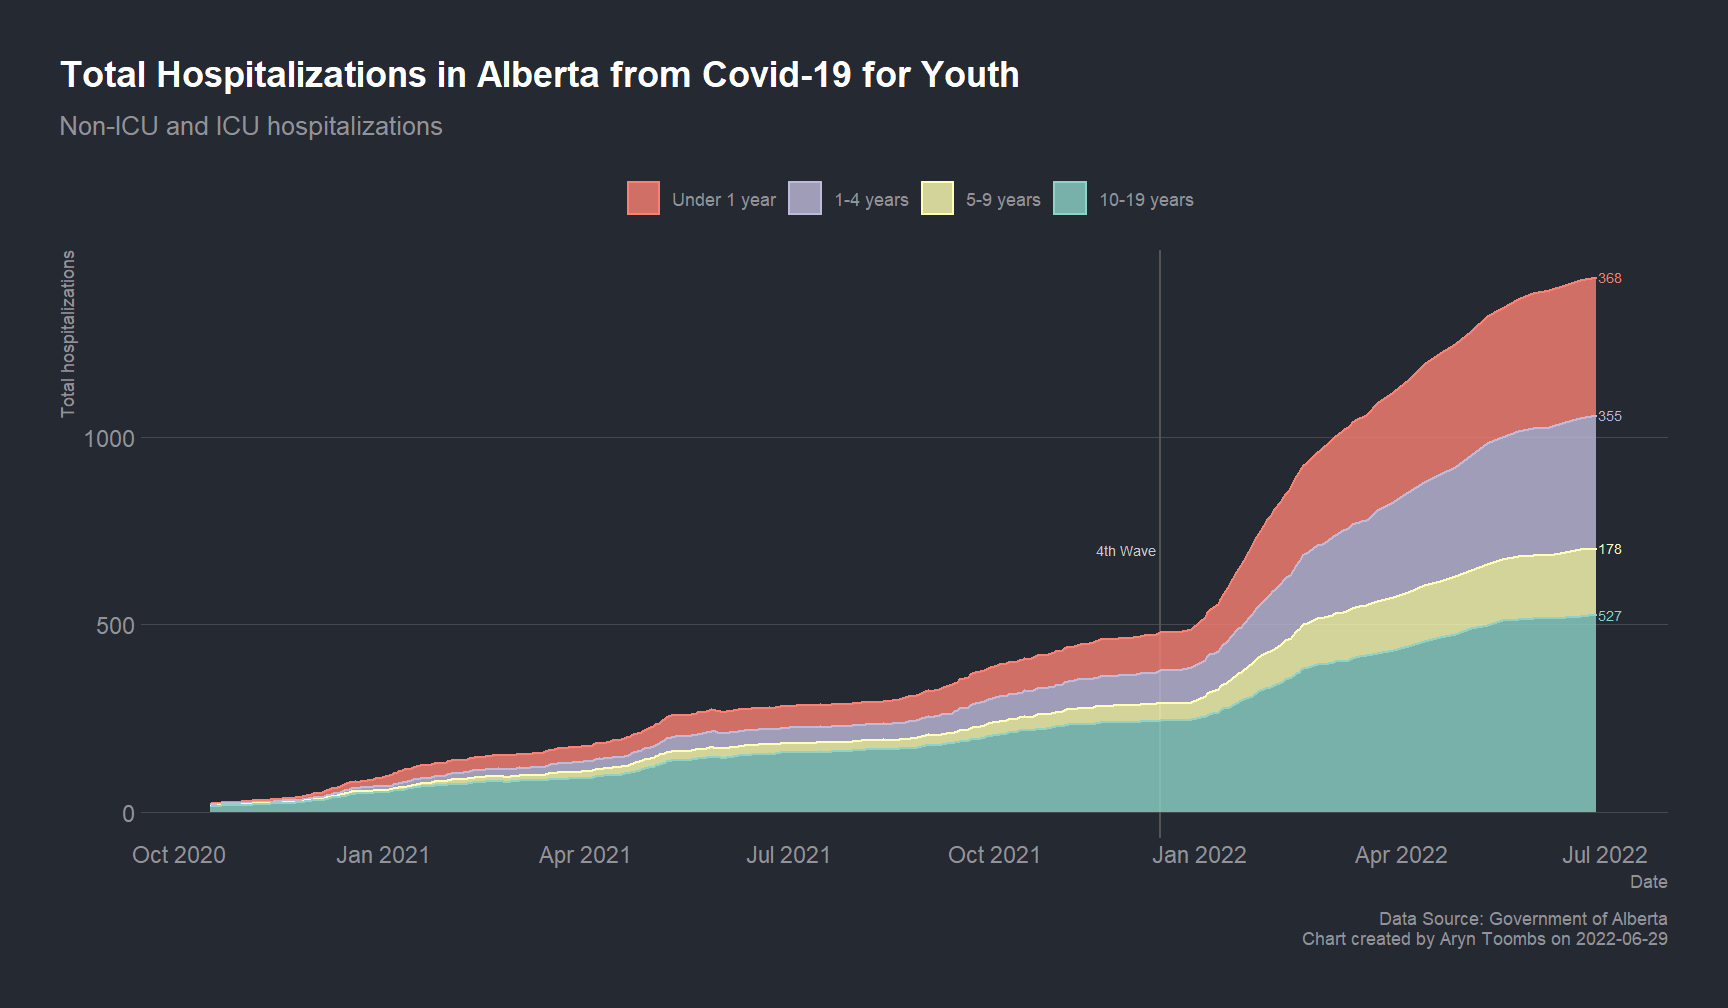 Total Hospitalizations in Alberta from Covid-19 for Youth
Non-ICU and ICU hospitalizations
Under 1 year 1-4 years 5-9 years 10-19 years
Total hospitalizations
368
355
1000
4th Wave
178
527
500
0
Oct 2020 Jan 2021 Apr 2021 Jul 2021 Oct 2021 Jan 2022 Apr 2022 Jul 2022
Date
Data Source: Government of Alberta
Chart created by Aryn Toombs on 2022-06-29